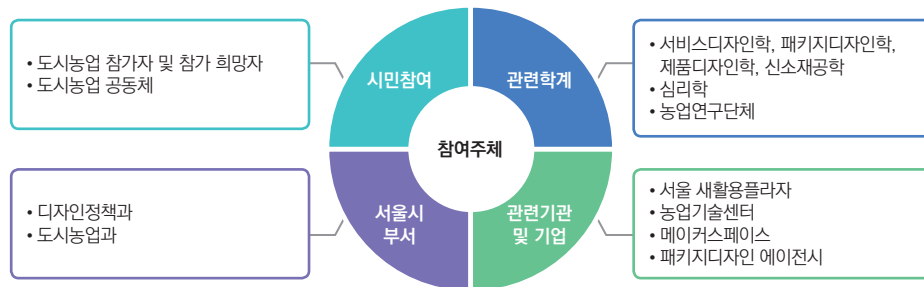 • 도시농업 참가자 및 참가 희망자
• 도시농업 공동체
시민참여
관련학계
• 서비스디자인학, 패키지디자인학,
제품디자인학, 신소재공학
• 심리학
• 농업연구단체
참여주체
• 디자인정책과
• 도시농업과
서울시
부서
관련기관
및 기업
• 서울 새활용플라자
• 농업기술센터
• 메이커스페이스
• 패키지디자인 에이전시